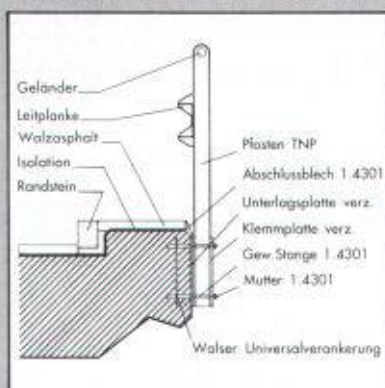 Geländer
Leitplanke
Walzasphalt
Isolation
Randstein
Pfosten TNP
Abschlussblech 1.4301
Unterlagsplatte verz.
Klemmplatte verz.
Gew.Stange 1.4301
Mutter 1.4301
Walser Universalverankerung